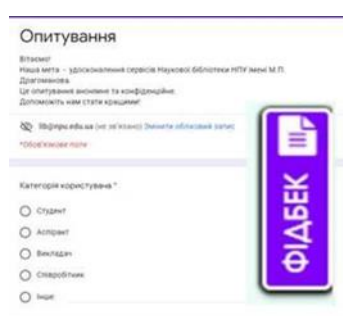 Опитування
Вітаємо!
Наша мета - удосконалення сервісів Наукової бібліотеки НПУ імені М.П.
Драгоманова.
Це опитування анонімне та конфіденційне.
Допоможіть нам стати кращими!
lib@npu.edu.ua (не зв'язано) Змінити обліковий запис
*Обов'язкове поле
Категорія користувача *
Студент
Аспірант
Викладач
Співробітник
Інше:
ФІДБЕК